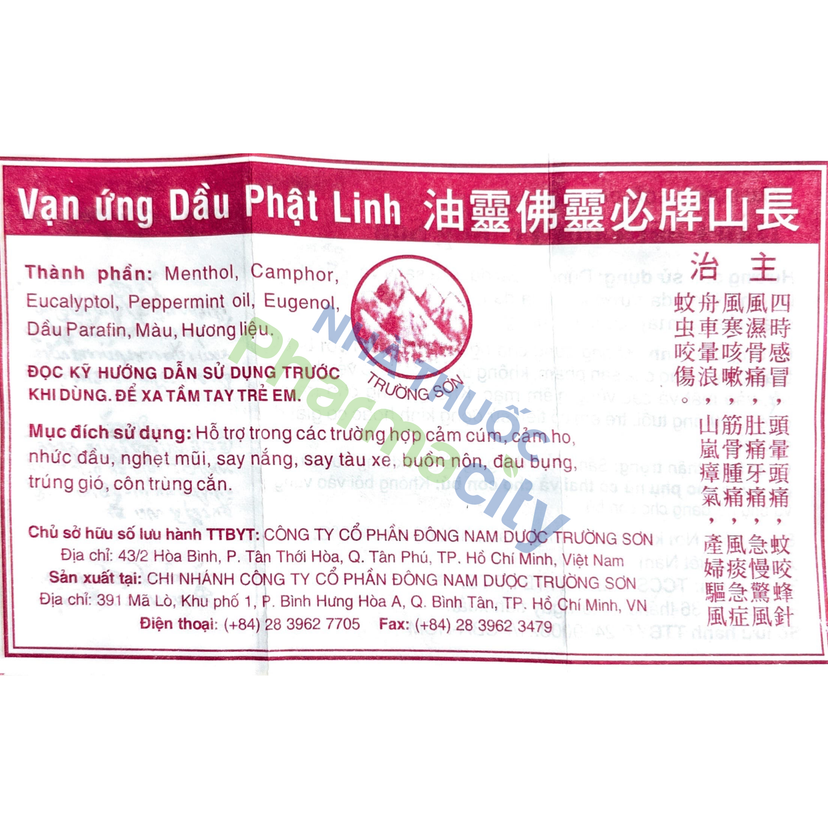 Vạn ứng Dầu Phật Linh 油靈佛靈必牌山長
Thành phần: Menthol, Camphor,
Eucalyptol, Peppermint oil, Eugenol,
Dầu Parafin, Màu, Hương liệu.
ĐỌC KỸ HƯỚNG DẪN SỬ DỤNG TRƯỚC
KHI DÙNG. ĐỂ XA TẦM TAY TRẺ EM.
TRƯỜNG SƠN
Mục đích sử dụng: Hỗ trợ trong các trường hợp cảm cúm, cảm ho,
nhức đầu, nghẹt mũi, say nắng, say tàu xe, buồn nôn, đau bụng,
trúng gió, côn trùng cắn.
Chủ sở hữu số lưu hành TTBYT: CÔNG TY CỔ PHẦN ĐÔNG NAM DƯỢC TRƯỜNG SƠN
Địa chỉ: 43/2 Hòa Bình, P. Tân Thới Hòa, Q. Tân Phú, TP. Hồ Chí Minh, Việt Nam
Sản xuất tại: CHI NHÁNH CÔNG TY CỔ PHẦN ĐÔNG NAM DƯỢC TRƯỜNG SƠN
Địa chỉ: 391 Mã Lò, Khu phố 1, P. Bình Hưng Hòa A, Q. Bình Tân, TP. Hồ Chí Minh, VN
Điện thoại: (+84) 28 3962 7705 Fax: (+84) 28 3962 3479
治主
四時感冒，
風濕骨痛，
風寒咳嗽，
舟車暈浪，
蚊虫咬傷。
頭暈頭痛，蚊咬蜂針
肚痛牙痛，急慢驚風
筋骨腫痛，風痰急症
山嵐瘴氣，產婦驅風
NHÀ THUỐC
Pharmacity